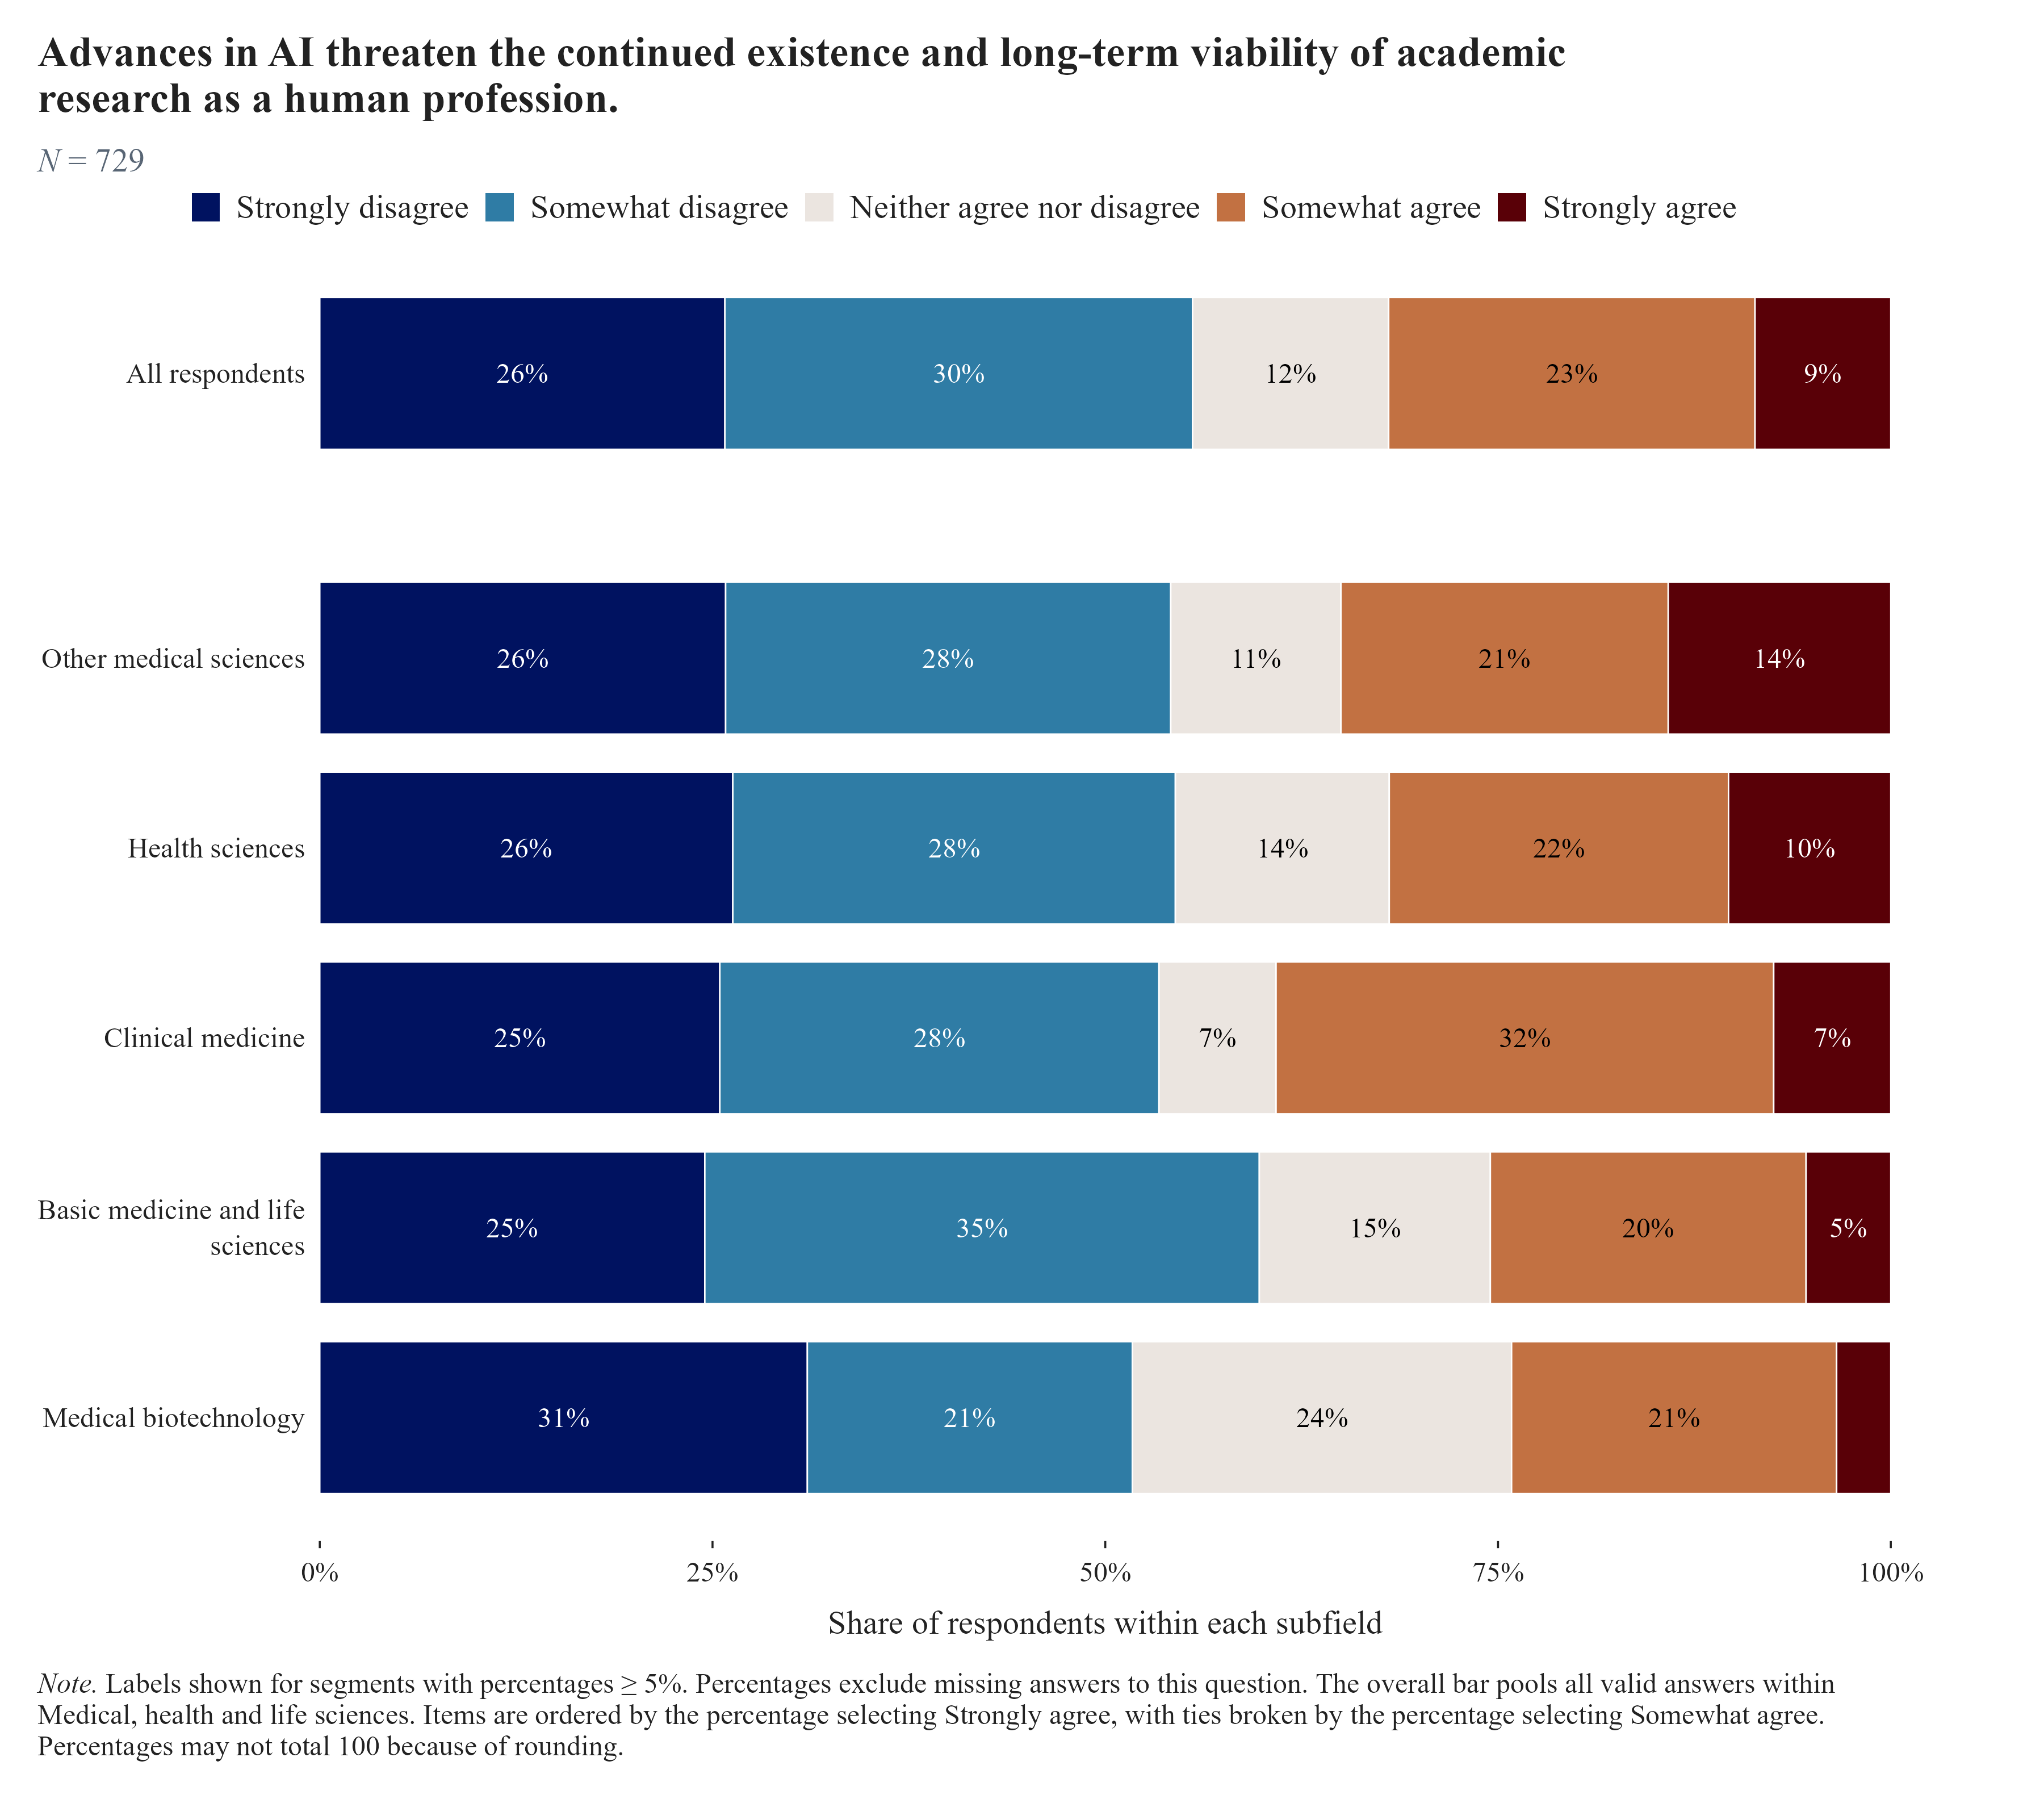 Advances in AI threaten the continued existence and long-term viability of academic
research as a human profession.
N = 729
Strongly disagree Somewhat disagree Neither agree nor disagree Somewhat agree Strongly agree
All respondents 26% 30% 12% 23% 9%
Other medical sciences 26% 28% 11% 21% 14%
Health sciences 26% 28% 14% 22% 10%
Clinical medicine 25% 28% 7% 32% 7%
Basic medicine and life
sciences 25% 35% 15% 20% 5%
Medical biotechnology 31% 21% 24% 21%
0% 25% 50% 75% 100%
Share of respondents within each subfield
Note. Labels shown for segments with percentages ≥ 5%. Percentages exclude missing answers to this question. The overall bar pools all valid answers within
Medical, health and life sciences. Items are ordered by the percentage selecting Strongly agree, with ties broken by the percentage selecting Somewhat agree.
Percentages may not total 100 because of rounding.